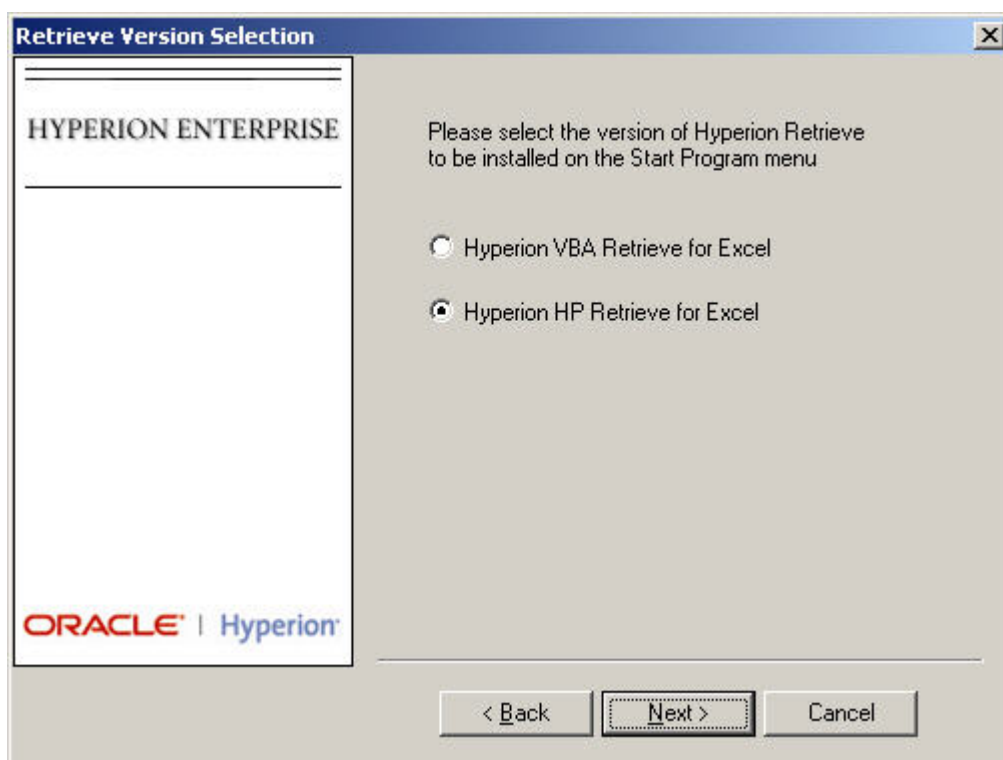 Retrieve Version Selection
HYPERION ENTERPRISE
Please select the version of Hyperion Retrieve
to be installed on the Start Program menu
Hyperion VBA Retrieve for Excel
Hyperion HP Retrieve for Excel
ORACLE | Hyperion
< Back
Next >
Cancel